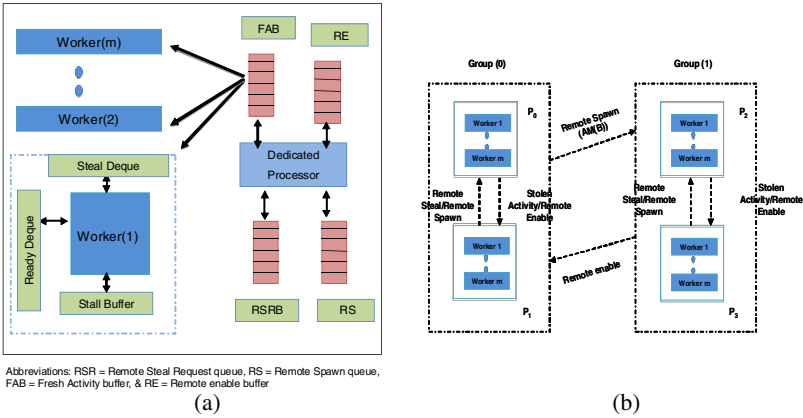 FAB
RE
Worker(m)
Worker(2)
Dedicated
Processor
Steal Deque
Ready Deque
Worker(1)
Stall Buffer
RSRB
RS
Abbreviations: RSR = Remote Steal Request queue, RS = Remote Spawn queue,
FAB = Fresh Activity buffer, & RE = Remote enable buffer
(a)
Group (0)
Group (1)
P0
Worker 1
Worker m
Remote Spawn
(AM(B))
P2
Worker 1
Worker m
Remote
Steal/Remote
Spawn
Stolen
Activity/Remote
Enable
Remote
Steal/Remote
Spawn
Stolen
Activity/Remote
Enable
Worker 1
Worker m
P1
Remote enable
Worker 1
Worker m
P3
(b)